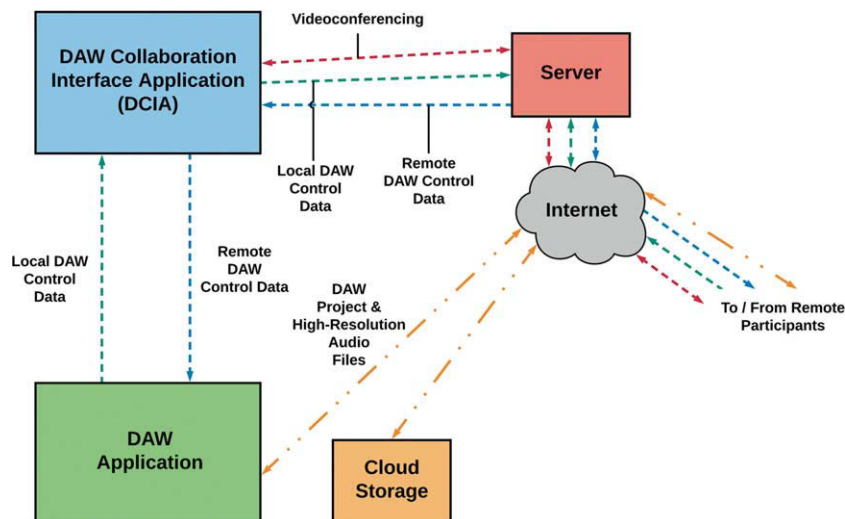 Videoconferencing
DAW Collaboration
Interface Application
(DCIA)
Server
Local DAW
Control
Data
Remote
DAW Control
Data
Internet
Local DAW
Control
Data
Remote
DAW
Control Data
DAW
Project &
High-Resolution
Audio
Files
To / From Remote
Participants
DAW
Application
Cloud
Storage